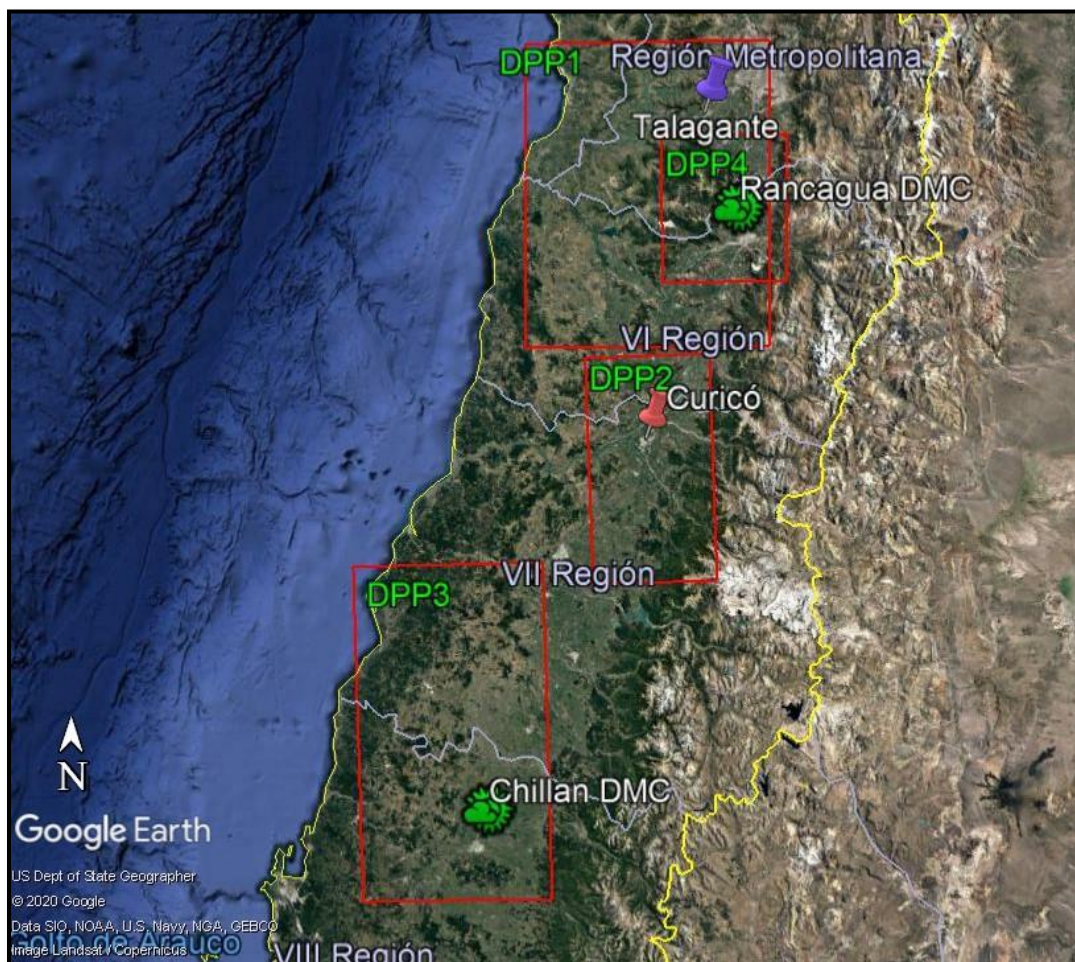 DPP1
Región Metropolitana
Talagante
DPP4
Rancagua DMC
VI Región
DPP2
Curicó
VII Región
DPP3
Chillan DMC
N
Google Earth
US Dept of State Geographer
© 2020 Google
Data SIO, NOAA, U.S. Navy, NGA, GEBCO
Golfo de Arauco
Image Landsat / Copernicus
VIII Región